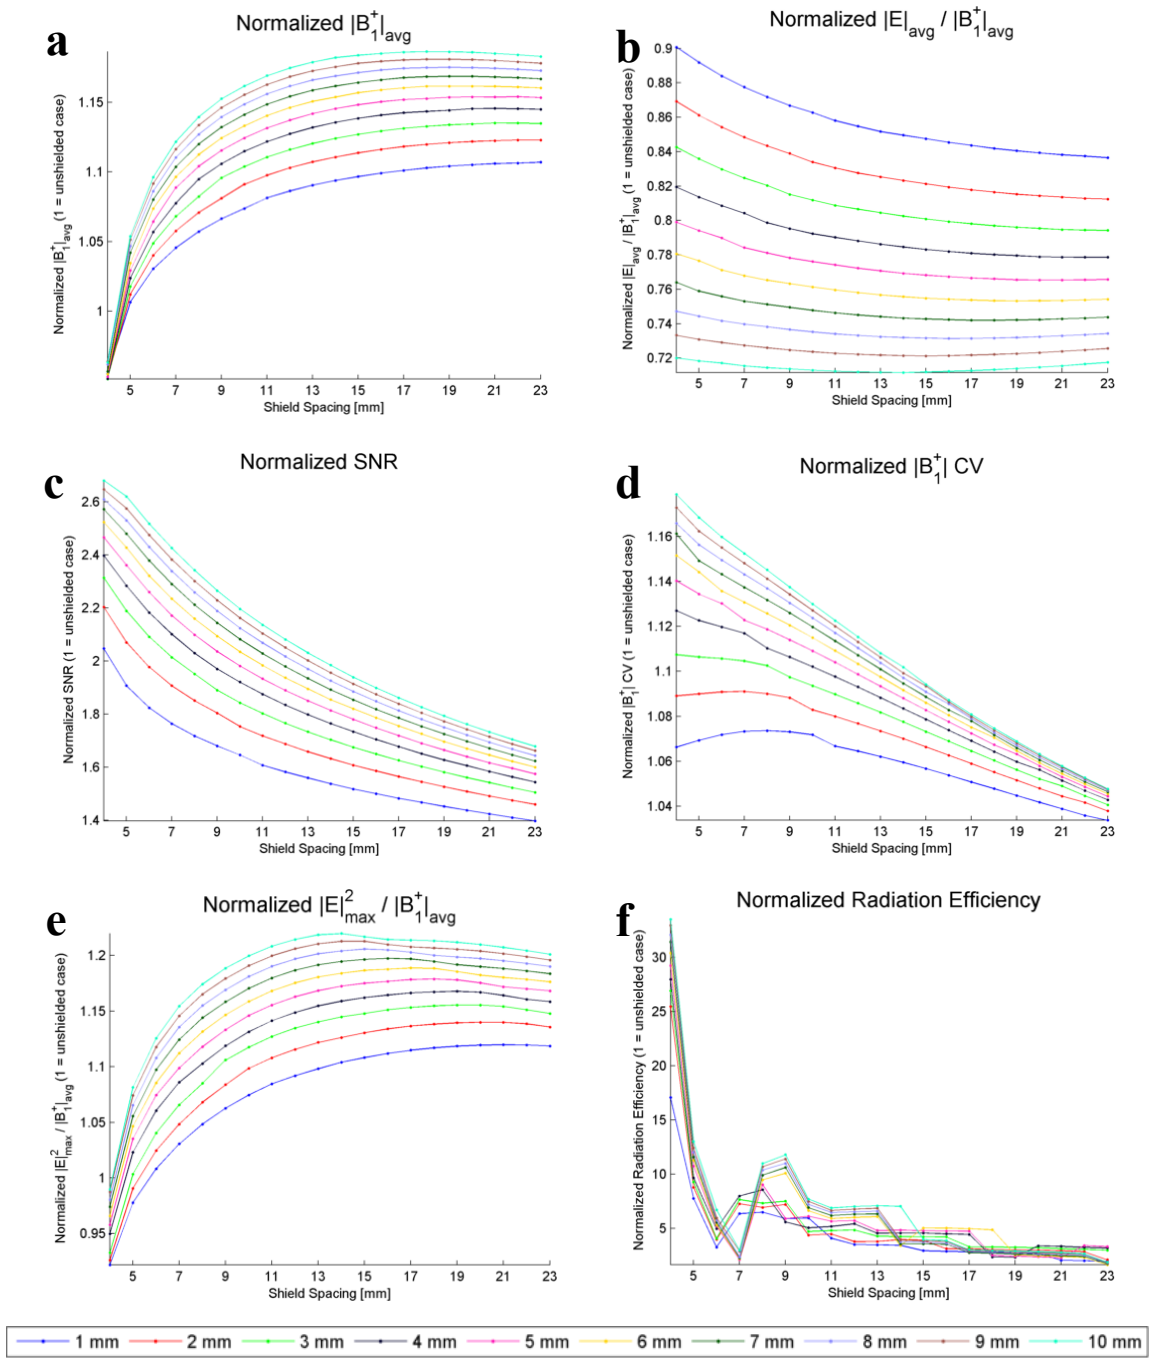 a
Normalized |B₁⁺|avg
1.15
1.1
1.05
1
Normalized |B₁⁺|avg (1 = unshielded case)
5 7 9 11 13 15 17 19 21 23
Shield Spacing [mm]
b
Normalized |E|avg / |B₁⁺|avg
0.9
0.88
0.86
0.84
0.82
0.8
0.78
0.76
0.74
0.72
Normalized |E|avg / |B₁⁺|avg (1 = unshielded case)
5 7 9 11 13 15 17 19 21 23
Shield Spacing [mm]
c
Normalized SNR
2.6
2.4
2.2
2
1.8
1.6
1.4
Normalized SNR (1 = unshielded case)
5 7 9 11 13 15 17 19 21 23
Shield Spacing [mm]
d
Normalized |B₁⁺| CV
1.16
1.14
1.12
1.1
1.08
1.06
1.04
Normalized |B₁⁺| CV (1 = unshielded case)
5 7 9 11 13 15 17 19 21 23
Shield Spacing [mm]
e
Normalized |E|²max / |B₁⁺|avg
1.2
1.15
1.1
1.05
1
0.95
Normalized |E|²max / |B₁⁺|avg (1 = unshielded case)
5 7 9 11 13 15 17 19 21 23
Shield Spacing [mm]
f
Normalized Radiation Efficiency
30
25
20
15
10
5
Normalized Radiation Efficiency (1 = unshielded case)
5 7 9 11 13 15 17 19 21 23
Shield Spacing [mm]
1 mm 2 mm 3 mm 4 mm 5 mm 6 mm 7 mm 8 mm 9 mm 10 mm